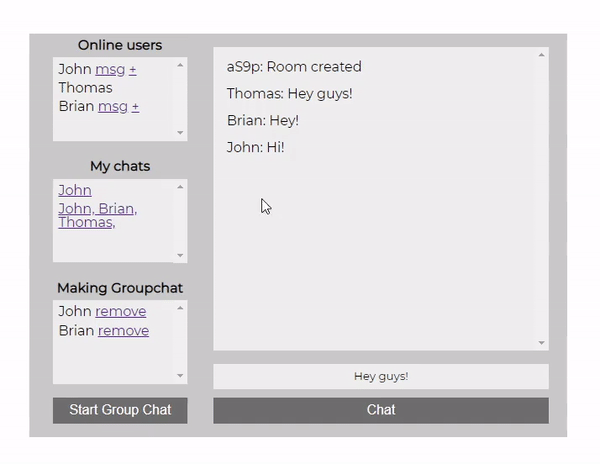 Online users
John msg +
Thomas
Brian msg +
My chats
John
John, Brian,
Thomas,
Making Groupchat
John remove
Brian remove
Start Group Chat
aS9p: Room created
Thomas: Hey guys!
Brian: Hey!
John: Hi!
Hey guys!
Chat